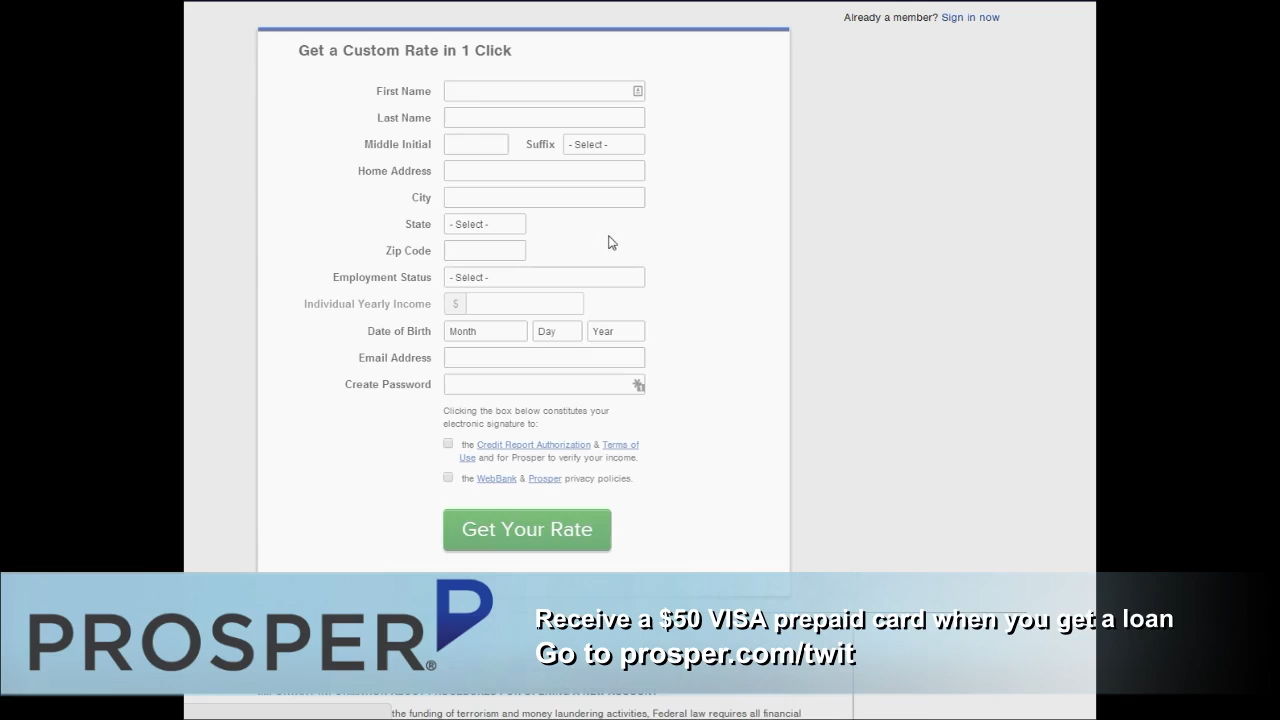 Already a member? Sign in now
Get a Custom Rate in 1 Click
First Name
Last Name
Middle Initial Suffix - Select -
Home Address
City
State - Select -
Zip Code
Employment Status - Select -
Individual Yearly Income $
Date of Birth Month Day Year
Email Address
Create Password
Clicking the box below constitutes your
electronic signature to:
the Credit Report Authorization & Terms of
Use and for Prosper to verify your income.
the WebBank & Prosper privacy policies.
Get Your Rate
PROSPER®
Receive a $50 VISA prepaid card when you get a loan
Go to prosper.com/twit
the funding of terrorism and money laundering activities, Federal law requires all financial